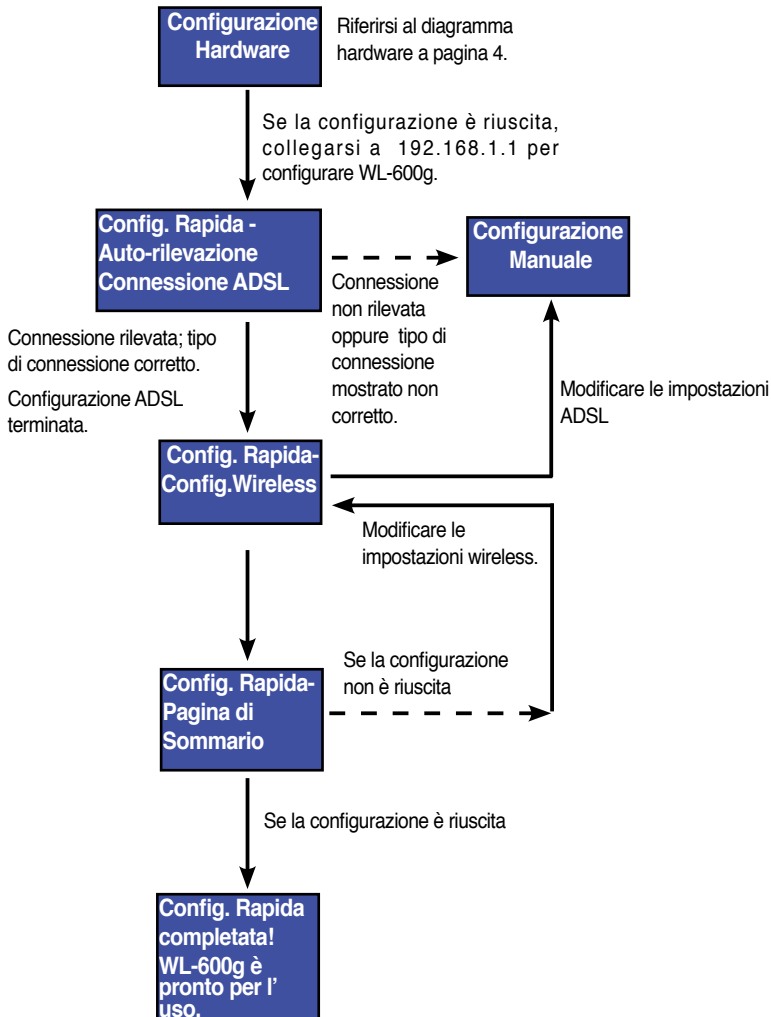 Configurazione
Hardware
Riferirsi al diagramma
hardware a pagina 4.
Se la configurazione è riuscita,
collegarsi a 192.168.1.1 per
configurare WL-600g.
Config. Rapida -
Auto-rilevazione
Connessione ADSL
Configurazione
Manuale
Connessione
non rilevata
oppure tipo di
connessione
mostrato non
corretto.
Connessione rilevata; tipo
di connessione corretto.
Configurazione ADSL
terminata.
Modificare le impostazioni
ADSL
Config. Rapida-
Config.Wireless
Modificare le
impostazioni wireless.
Se la configurazione
non è riuscita
Config. Rapida-
Pagina di
Sommario
Se la configurazione è riuscita
Config. Rapida
completata!
WL-600g è
pronto per l’
uso.